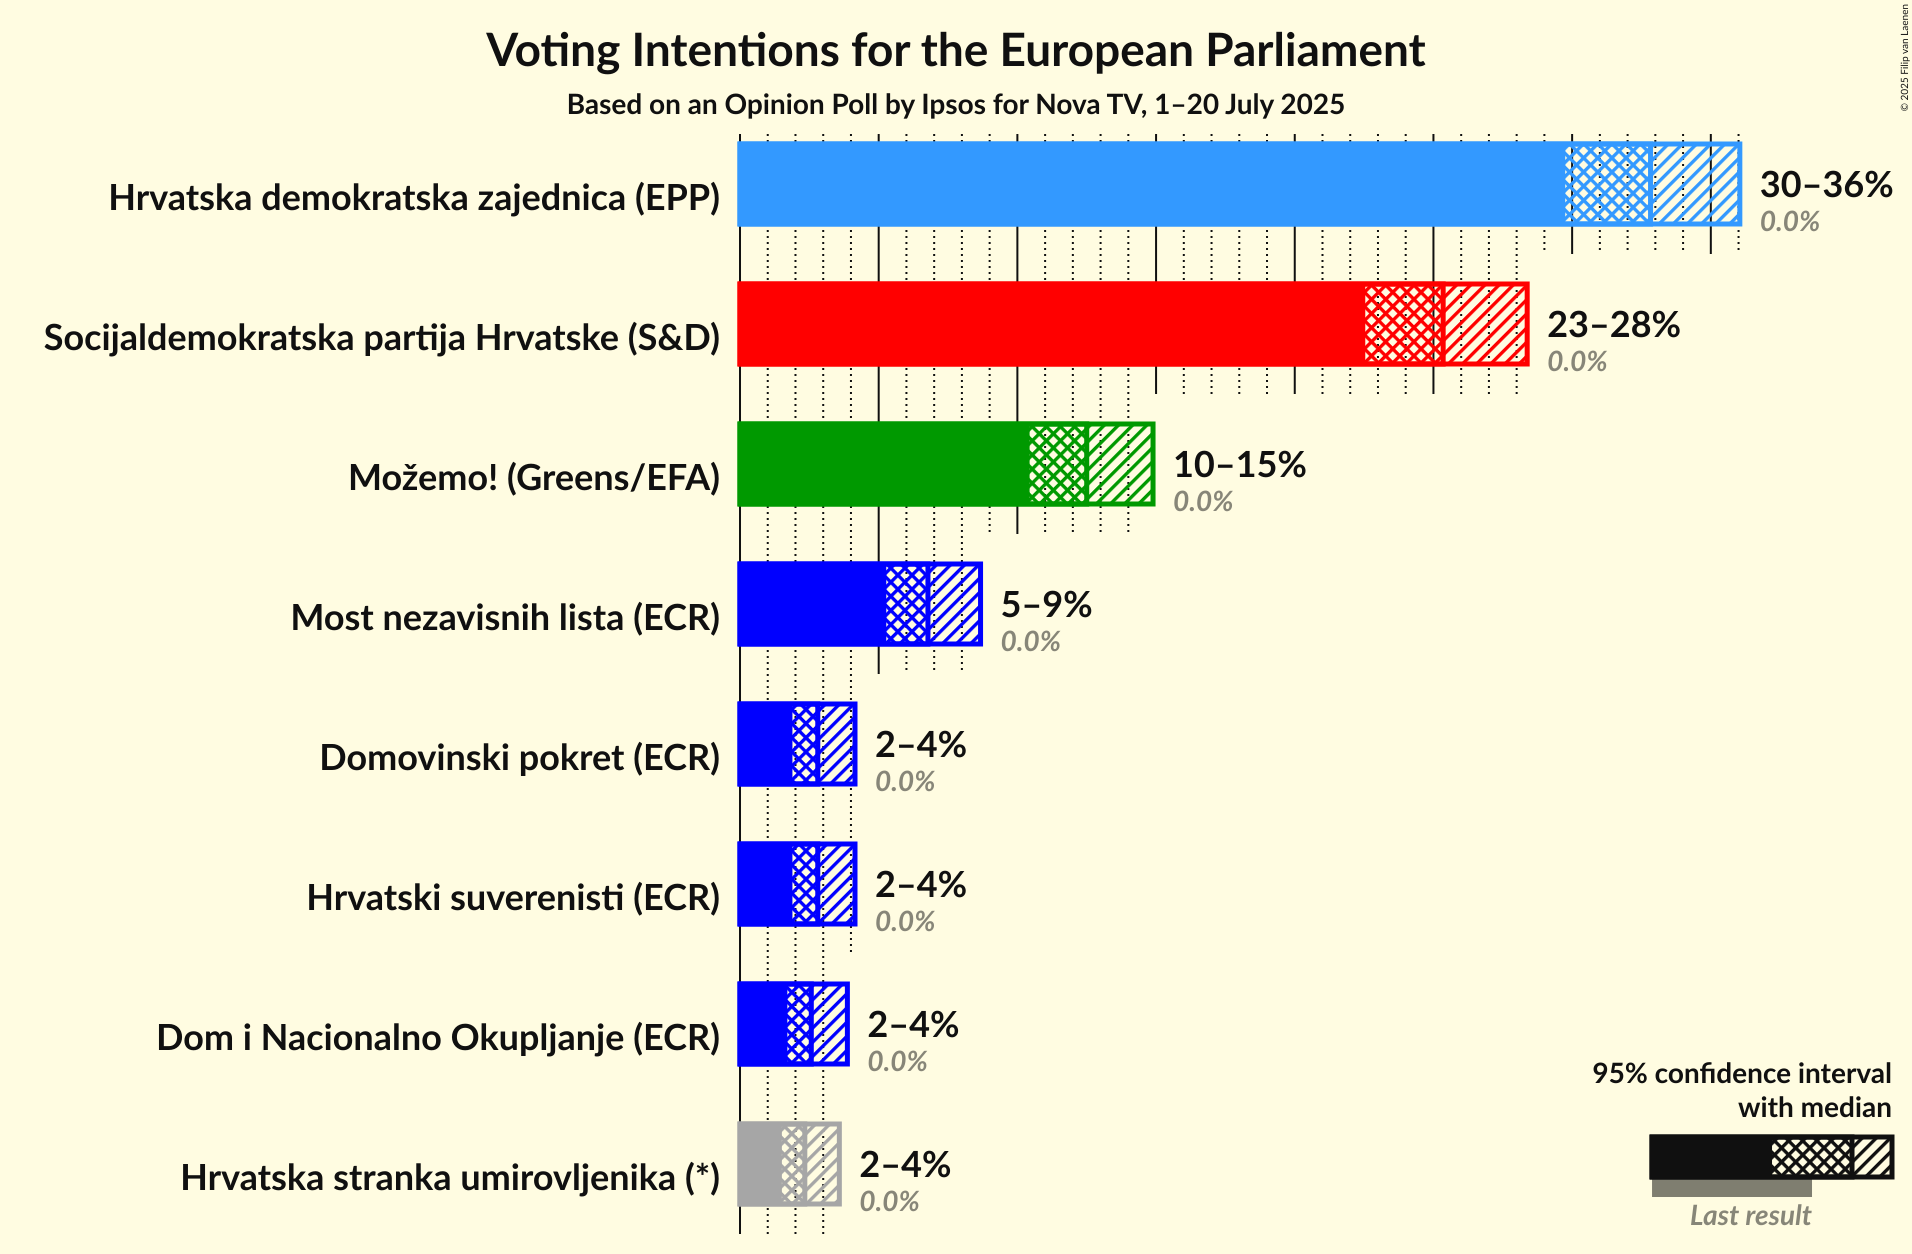 Voting Intentions for the European Parliament
Based on an Opinion Poll by Ipsos for Nova TV, 1–20 July 2025
© 2025 Filip van Laenen
Hrvatska demokratska zajednica (EPP)
30–36%
0.0%
Socijaldemokratska partija Hrvatske (S&D)
23–28%
0.0%
Možemo! (Greens/EFA)
10–15%
0.0%
Most nezavisnih lista (ECR)
5–9%
0.0%
Domovinski pokret (ECR)
2–4%
0.0%
Hrvatski suverenisti (ECR)
2–4%
0.0%
Dom i Nacionalno Okupljanje (ECR)
2–4%
0.0%
Hrvatska stranka umirovljenika (*)
2–4%
0.0%
95% confidence interval
with median
Last result